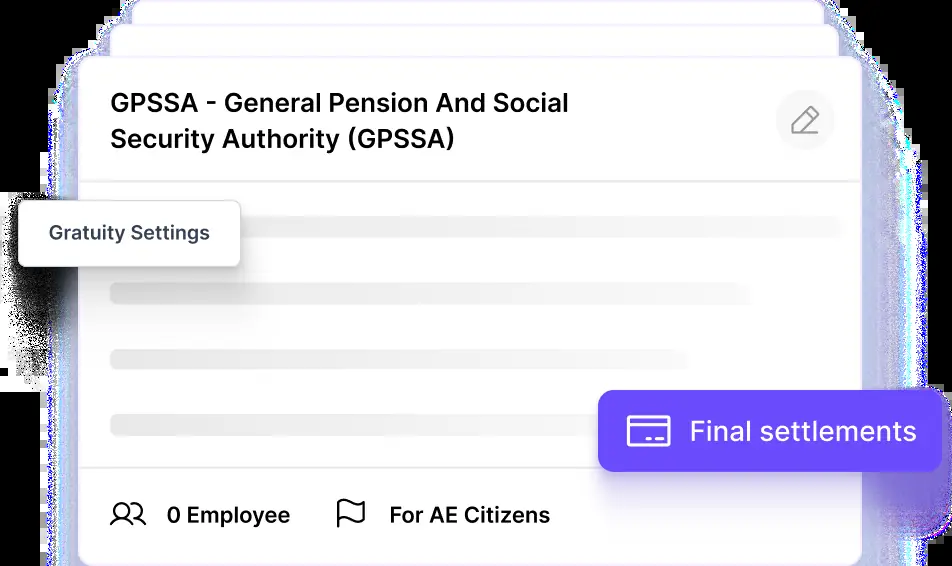 GPSSA - General Pension And Social
Security Authority (GPSSA)
Gratuity Settings
Final settlements
0 Employee
For AE Citizens